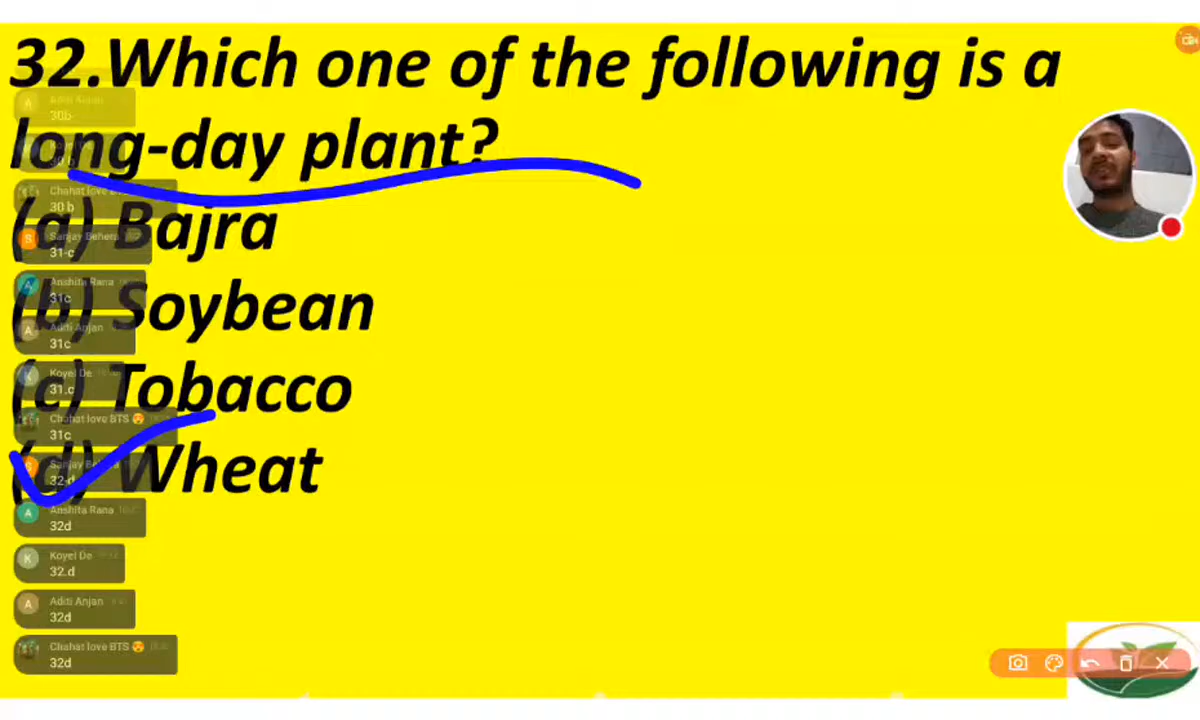 32.Which one of the following is a
long-day plant?
(a) Bajra
(b) Soybean
(c) Tobacco
(d) Wheat
Aditi Anjan
30b
30 b
Chahat love
30 b
Sanjay Behera
31-c
Anshita Rana
31c
Aditi Anjan
31c
Koyel De
31.c
Chahat love BTS 😍
31c
Sanjay Behera
32-d
Anshita Rana
32d
Koyel De
32.d
Aditi Anjan
32d
Chahat love BTS 😍
32d